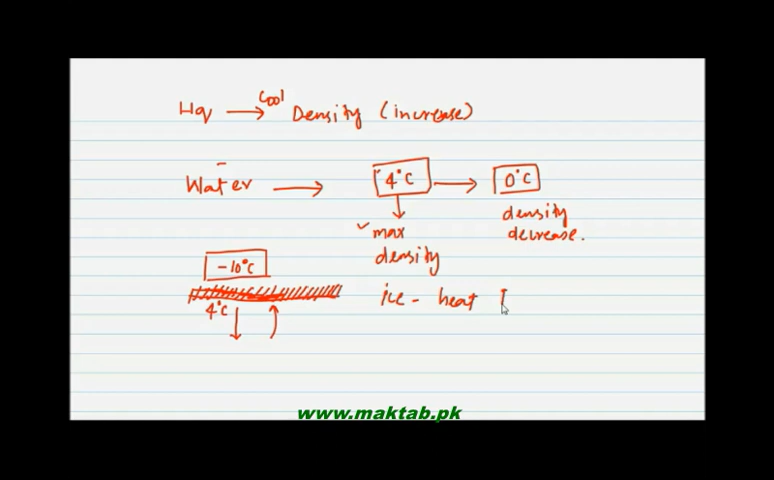 Hg → cool Density (increase)
Water → 4°C → 0°C
max density
density decrease.
-10°C
4°C
ice - heat
www.maktab.pk